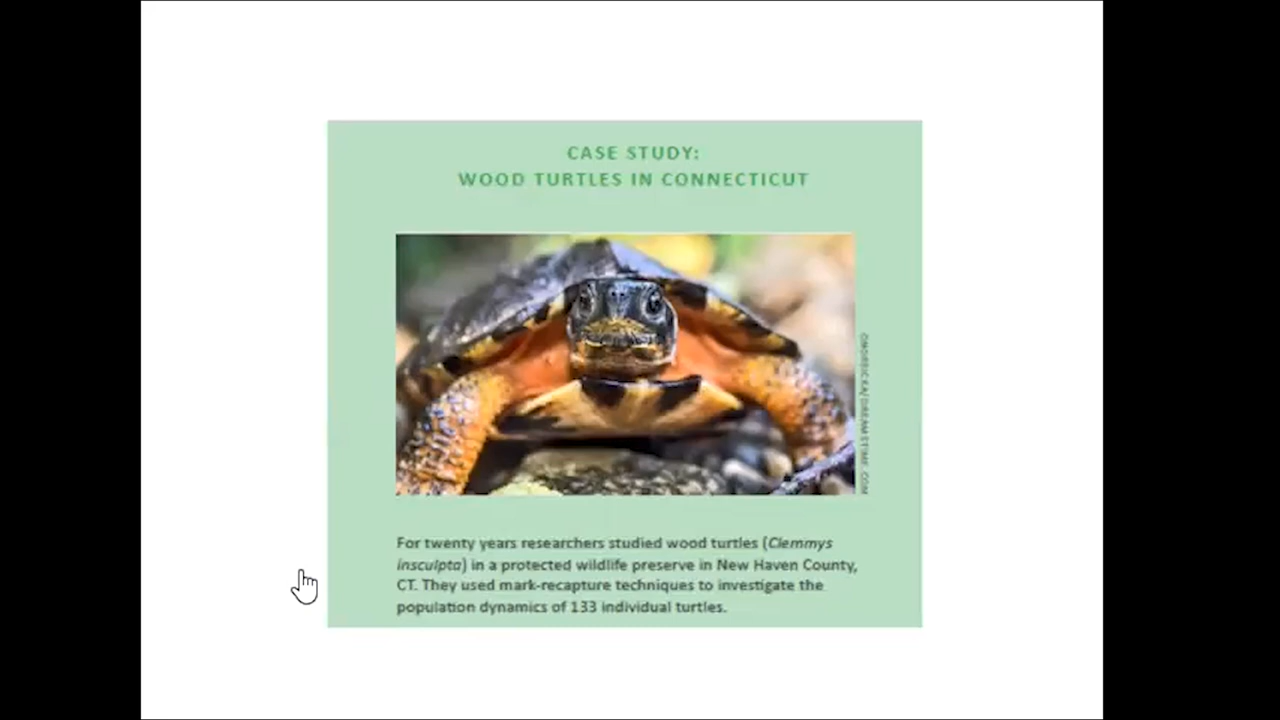 CASE STUDY:
WOOD TURTLES IN CONNECTICUT
For twenty years researchers studied wood turtles (Clemmys
insculpta) in a protected wildlife preserve in New Haven County,
CT. They used mark-recapture techniques to investigate the
population dynamics of 133 individual turtles.